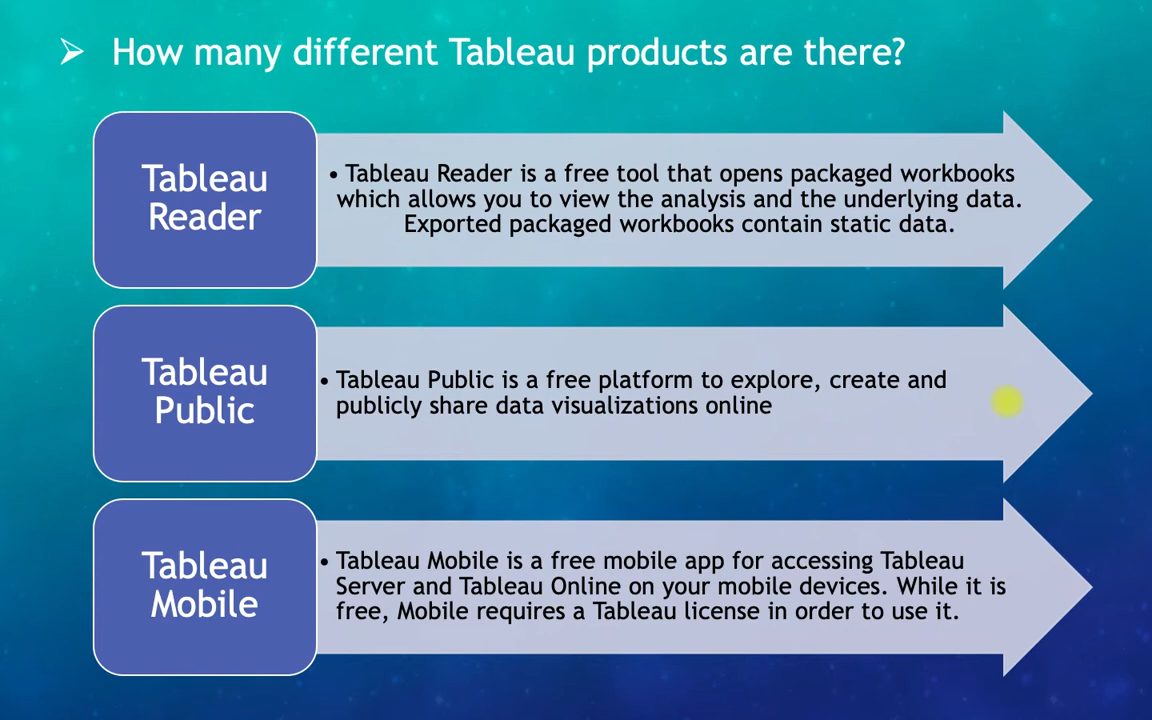 ➢ How many different Tableau products are there?
Tableau
Reader
• Tableau Reader is a free tool that opens packaged workbooks
which allows you to view the analysis and the underlying data.
Exported packaged workbooks contain static data.
Tableau
Public
• Tableau Public is a free platform to explore, create and
publicly share data visualizations online
Tableau
Mobile
• Tableau Mobile is a free mobile app for accessing Tableau
Server and Tableau Online on your mobile devices. While it is
free, Mobile requires a Tableau license in order to use it.